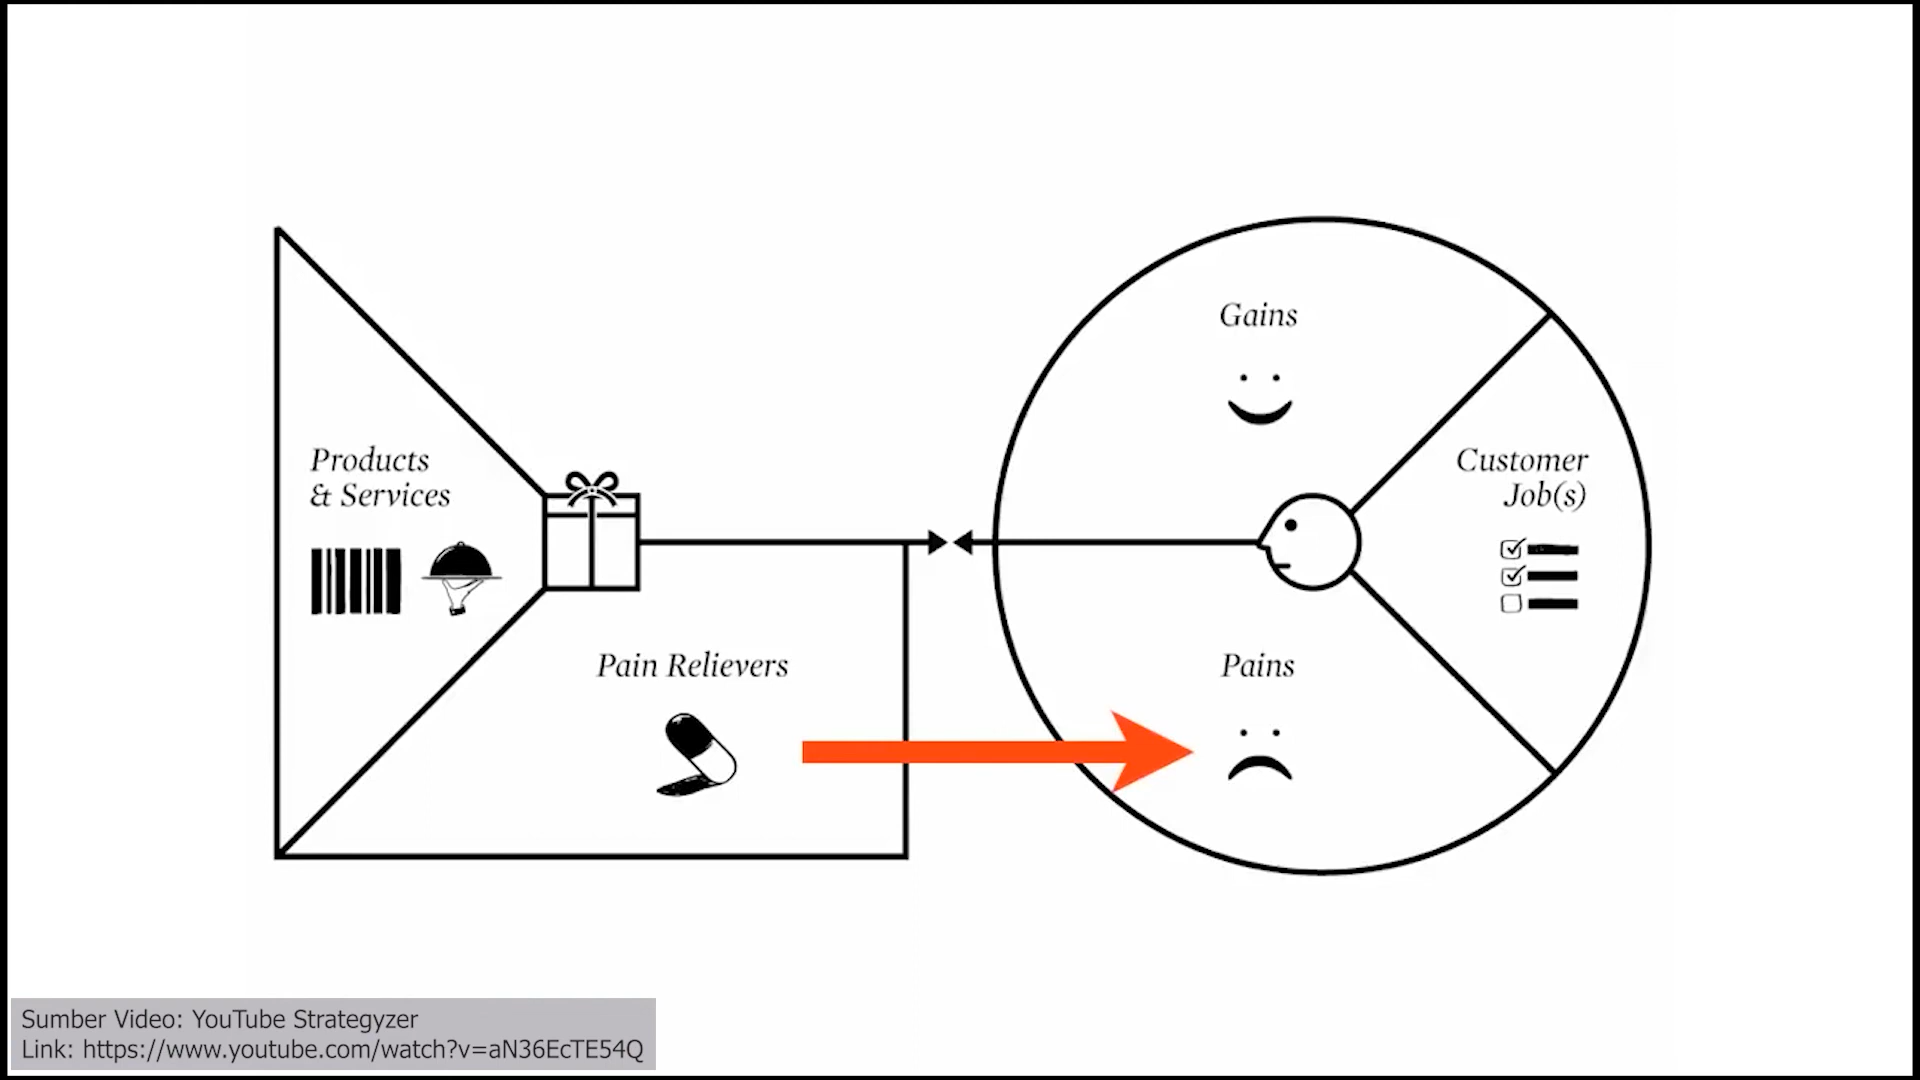 Gains
Products
& Services
Customer
Job(s)
Pain Relievers
Pains
Sumber Video: YouTube Strategyzer
Link: https://www.youtube.com/watch?v=aN36EcTE54Q